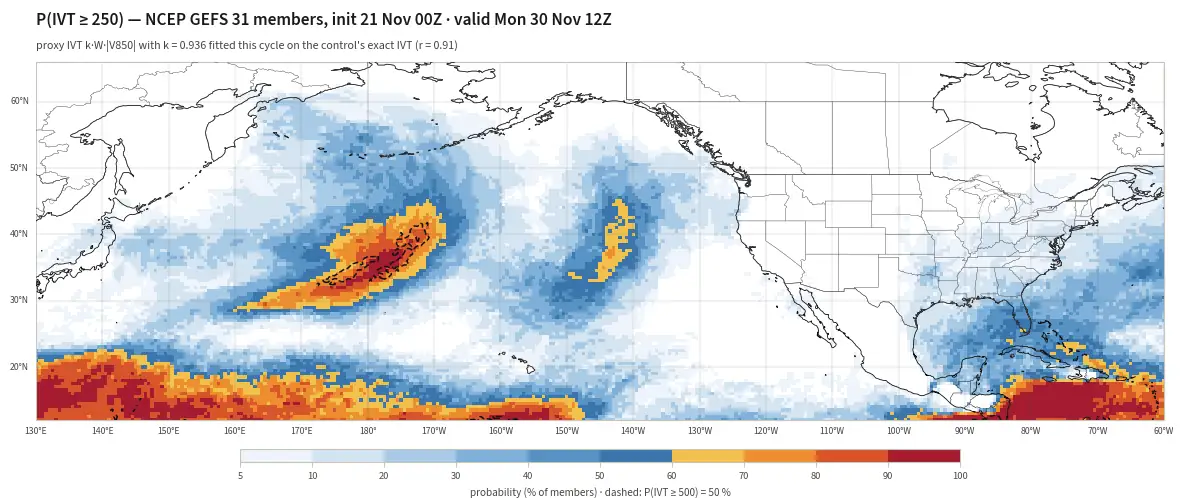 P(IVT ≥ 250) — NCEP GEFS 31 members, init 21 Nov 00Z · valid Mon 30 Nov 12Z
proxy IVT k·W·|V850| with k = 0.936 fitted this cycle on the control's exact IVT (r = 0.91)
60°N
50°N
40°N
30°N
20°N
130°E 140°E 150°E 160°E 170°E 180° 170°W 160°W 150°W 140°W 130°W 120°W 110°W 100°W 90°W 80°W 70°W 60°W
5 10 20 30 40 50 60 70 80 90 100
probability (% of members) · dashed: P(IVT ≥ 500) = 50 %